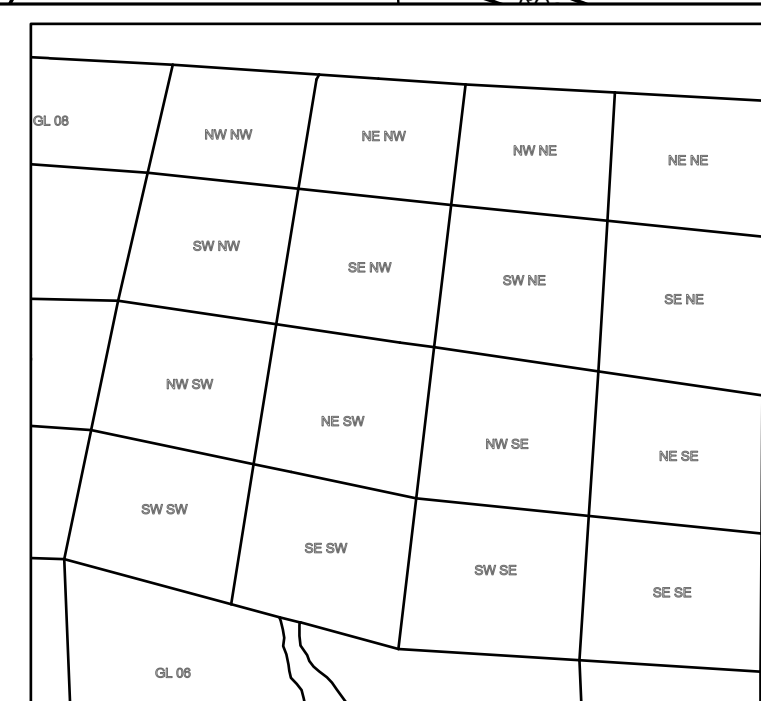 GL 08
NW NW
NE NW
NW NE
NE NE
SW NW
SE NW
SW NE
SE NE
NW SW
NE SW
NW SE
NE SE
SW SW
SE SW
SW SE
SE SE
GL 06